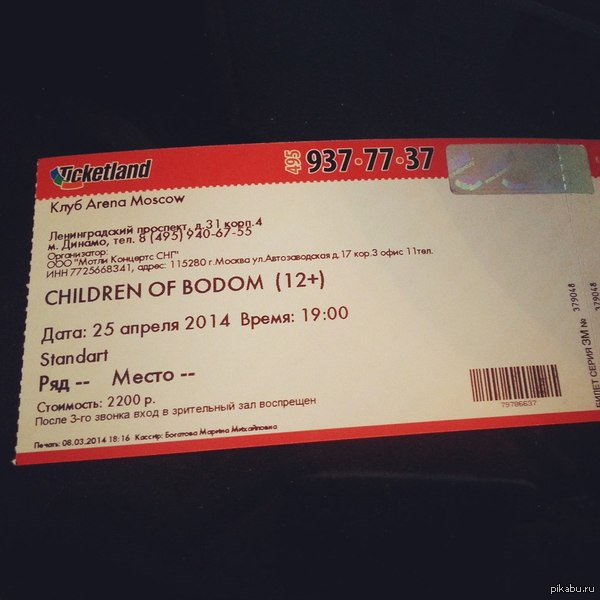 Ticketland
495 937·77·37
Клуб Arena Moscow
Ленинградский проспект, д.31 корп.4
м. Динамо, тел. 8 (495) 940-67-55
Организатор:
ООО "Мотли Концертс СНГ"
ИНН 7725668341, адрес: 115280 г.Москва ул.Автозаводская д.17 кор.3 офис 11тел.
CHILDREN OF BODOM (12+)
Дата: 25 апреля 2014 Время: 19:00
Standart
Ряд -- Место --
Стоимость: 2200 р.
После 3-го звонка вход в зрительный зал воспрещен
Печать: 08.03.2014 18:16 Кассир: Богатова Марина Михайловна
79786637
БИЛЕТ СЕРИЯ ЗМ № 379048
379048
pikabu.ru